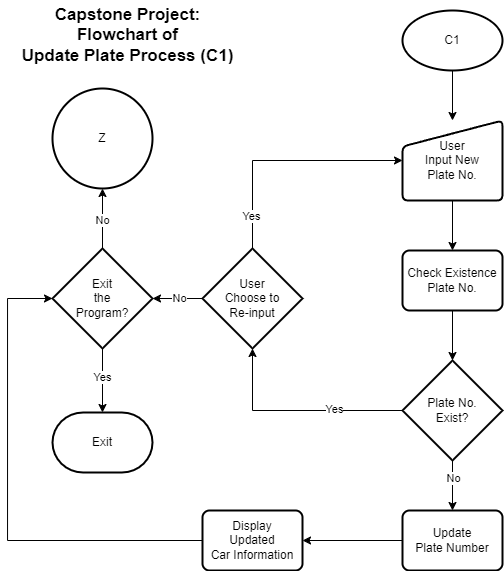 Capstone Project:
Flowchart of
Update Plate Process (C1)
C1
User
Input New
Plate No.
Check Existence
Plate No.
Plate No.
Exist?
Yes
No
Update
Plate Number
Display
Updated
Car Information
User
Choose to
Re-input
Yes
No
Exit
the
Program?
No
Z
Yes
Exit